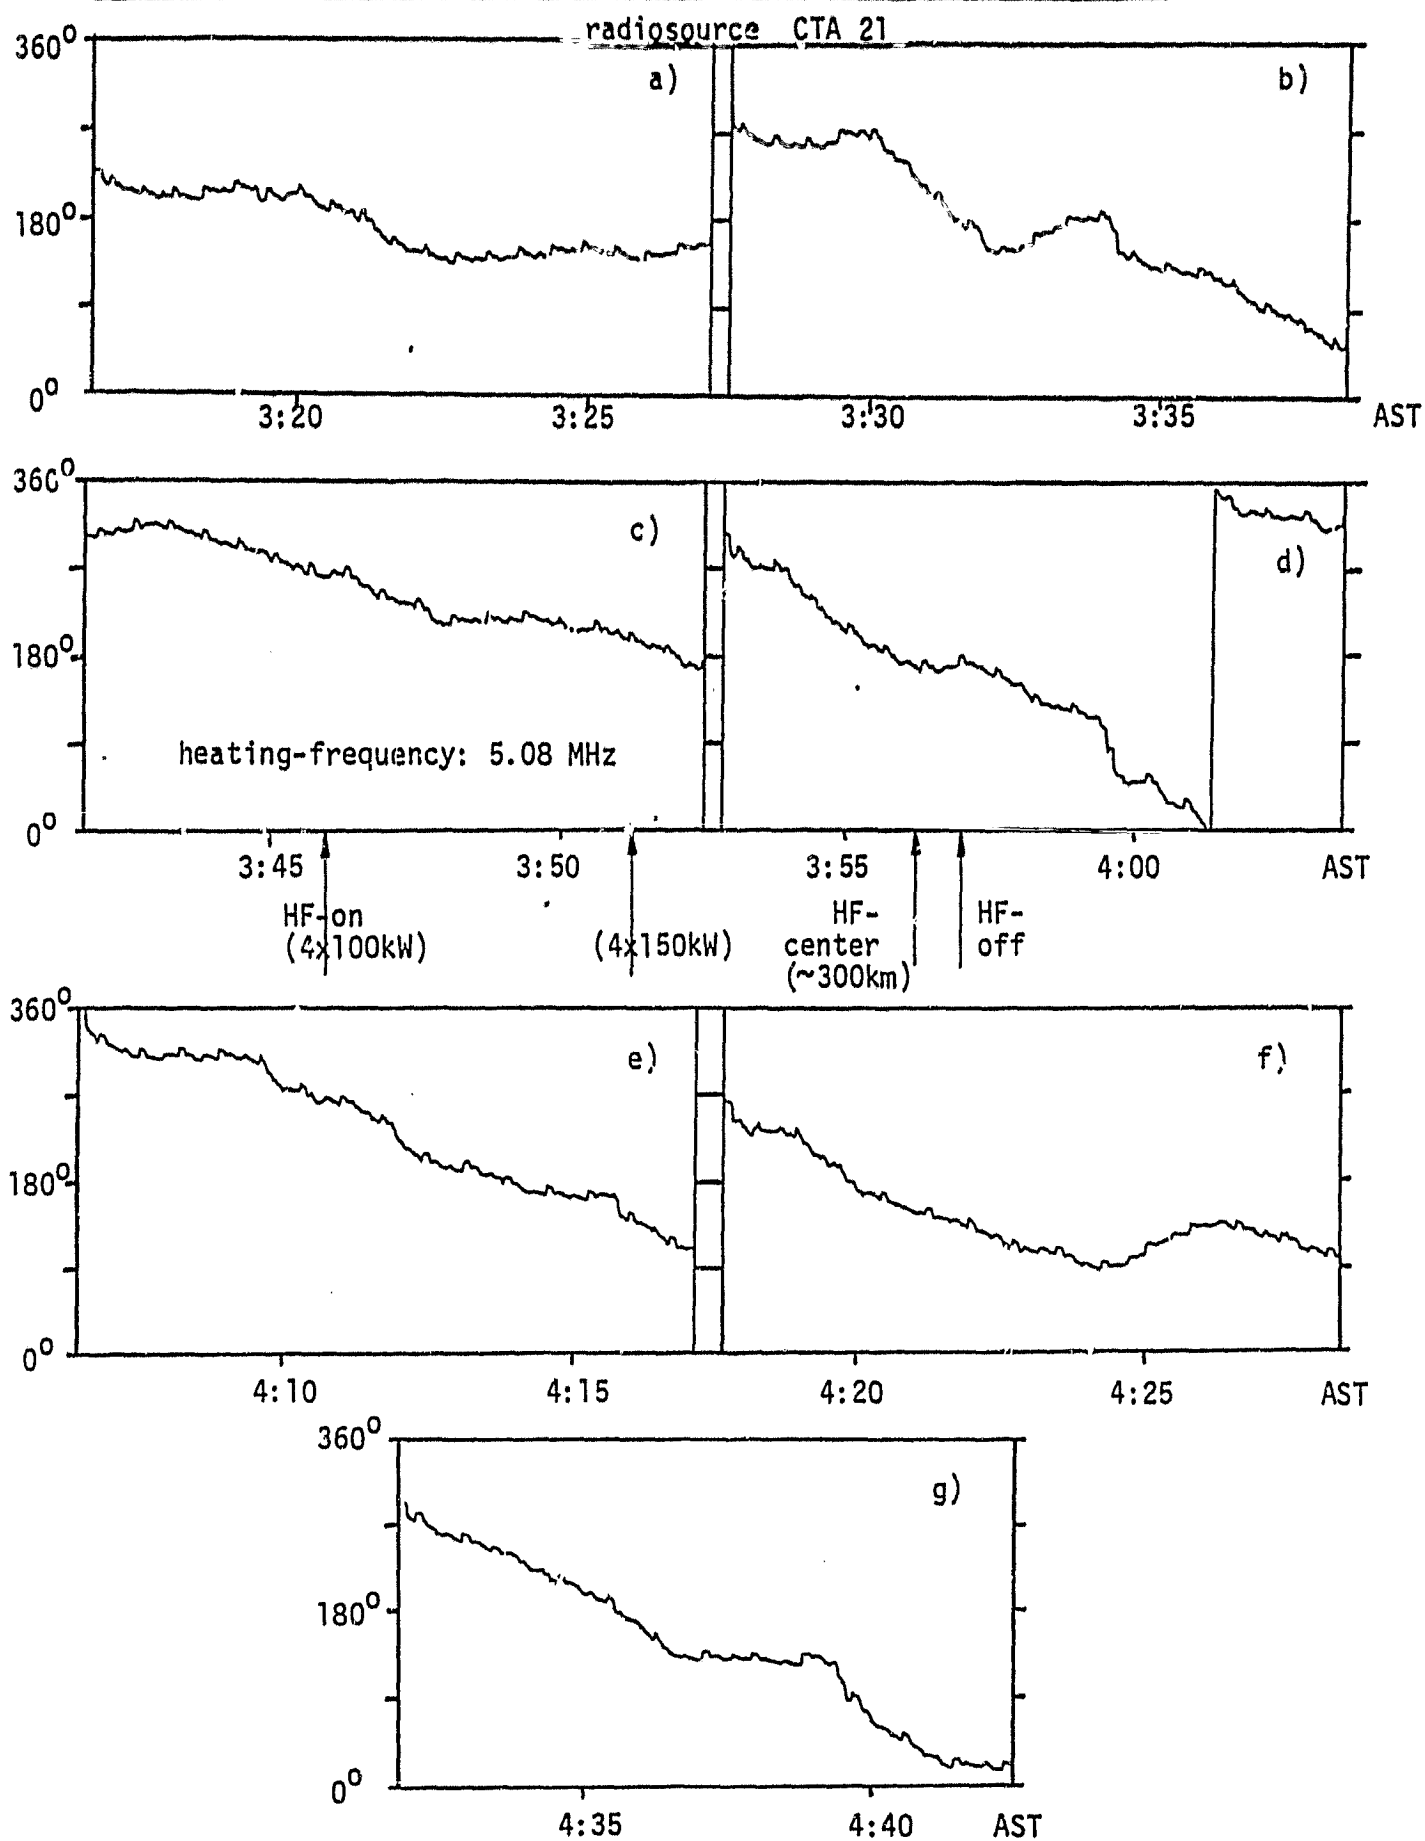 radiosource CTA 21
360°
a)
b)
180°
0°
3:20 3:25 3:30 3:35 AST
360°
c)
d)
180°
heating-frequency: 5.08 MHz
0°
3:45 3:50 3:55 4:00 AST
HF-on
(4x100kW)
(4x150kW)
HF-
center
(~300km)
HF-
off
360°
e)
f)
180°
0°
4:10 4:15 4:20 4:25 AST
360°
g)
180°
0°
4:35 4:40 AST